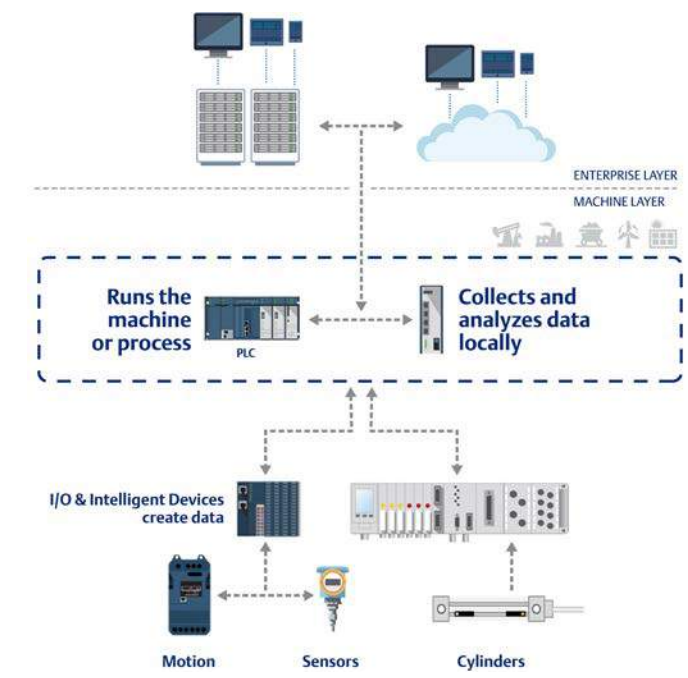 ENTERPRISE LAYER
MACHINE LAYER
Runs the
machine
or process
PLC
Collects and
analyzes data
locally
I/O & Intelligent Devices
create data
Motion
Sensors
Cylinders